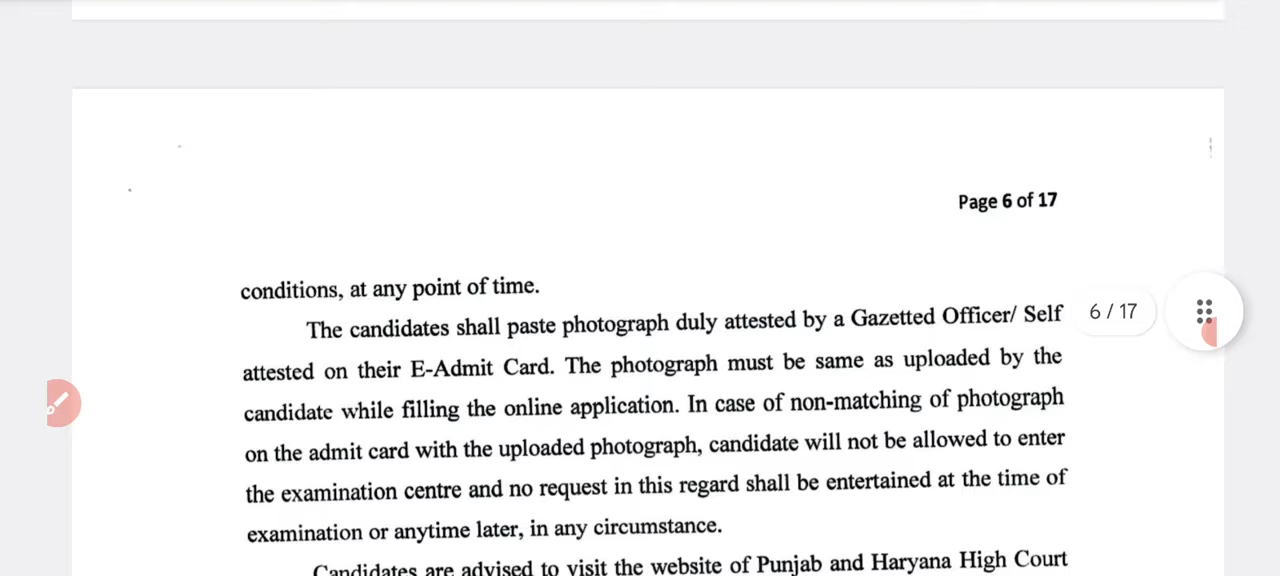 Page 6 of 17
conditions, at any point of time.
The candidates shall paste photograph duly attested by a Gazetted Officer/ Self
6 / 17
attested on their E-Admit Card. The photograph must be same as uploaded by the
candidate while filling the online application. In case of non-matching of photograph
on the admit card with the uploaded photograph, candidate will not be allowed to enter
the examination centre and no request in this regard shall be entertained at the time of
examination or anytime later, in any circumstance.
Candidates are advised to visit the website of Punjab and Haryana High Court